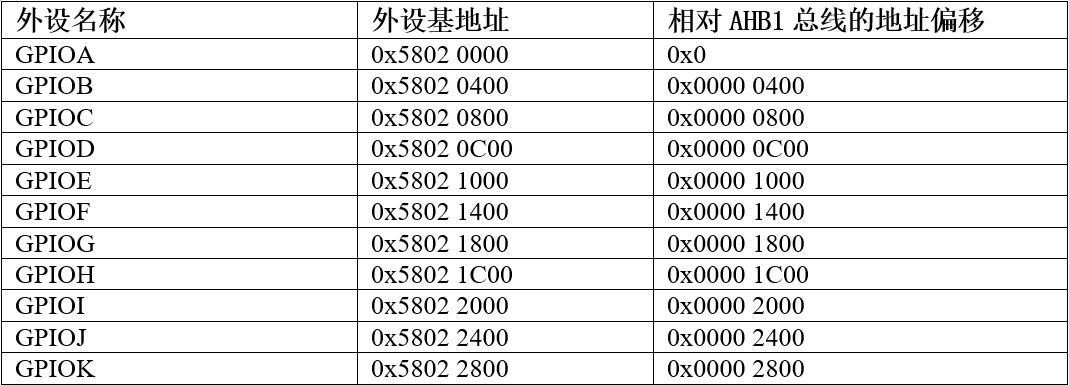 外设名称 外设基地址 相对 AHB1 总线的地址偏移
GPIOA 0x5802 0000 0x0
GPIOB 0x5802 0400 0x0000 0400
GPIOC 0x5802 0800 0x0000 0800
GPIOD 0x5802 0C00 0x0000 0C00
GPIOE 0x5802 1000 0x0000 1000
GPIOF 0x5802 1400 0x0000 1400
GPIOG 0x5802 1800 0x0000 1800
GPIOH 0x5802 1C00 0x0000 1C00
GPIOI 0x5802 2000 0x0000 2000
GPIOJ 0x5802 2400 0x0000 2400
GPIOK 0x5802 2800 0x0000 2800